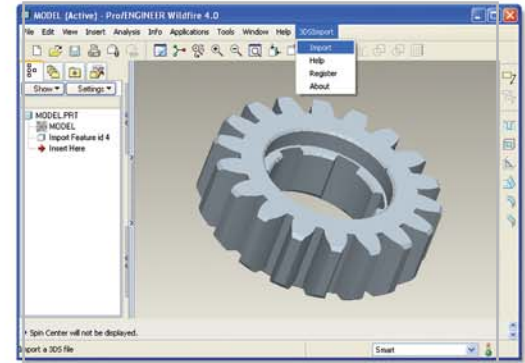 MODEL (Active) - Pro/ENGINEER Wildfire 4.0
File Edit View Insert Analysis Info Applications Tools Window Help 3DSImport
Import
Help
Register
About
Show Settings
MODEL.PRT
MODEL
Import Feature id 4
Insert Here
Spin Center will not be displayed.
Import a 3DS file
Smart